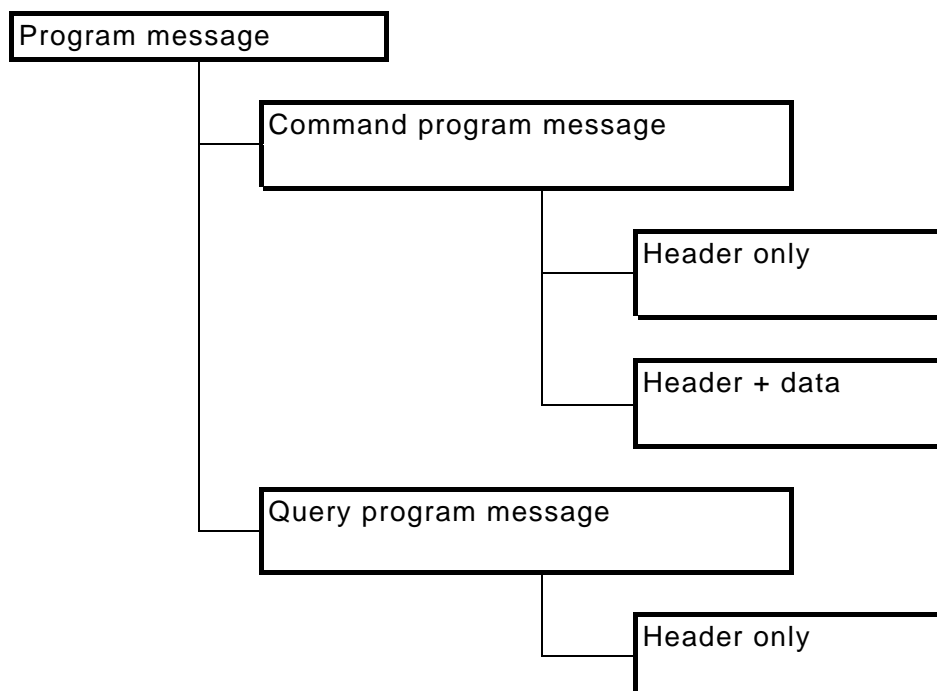 Program message
Command program message
Header only
Header + data
Query program message
Header only